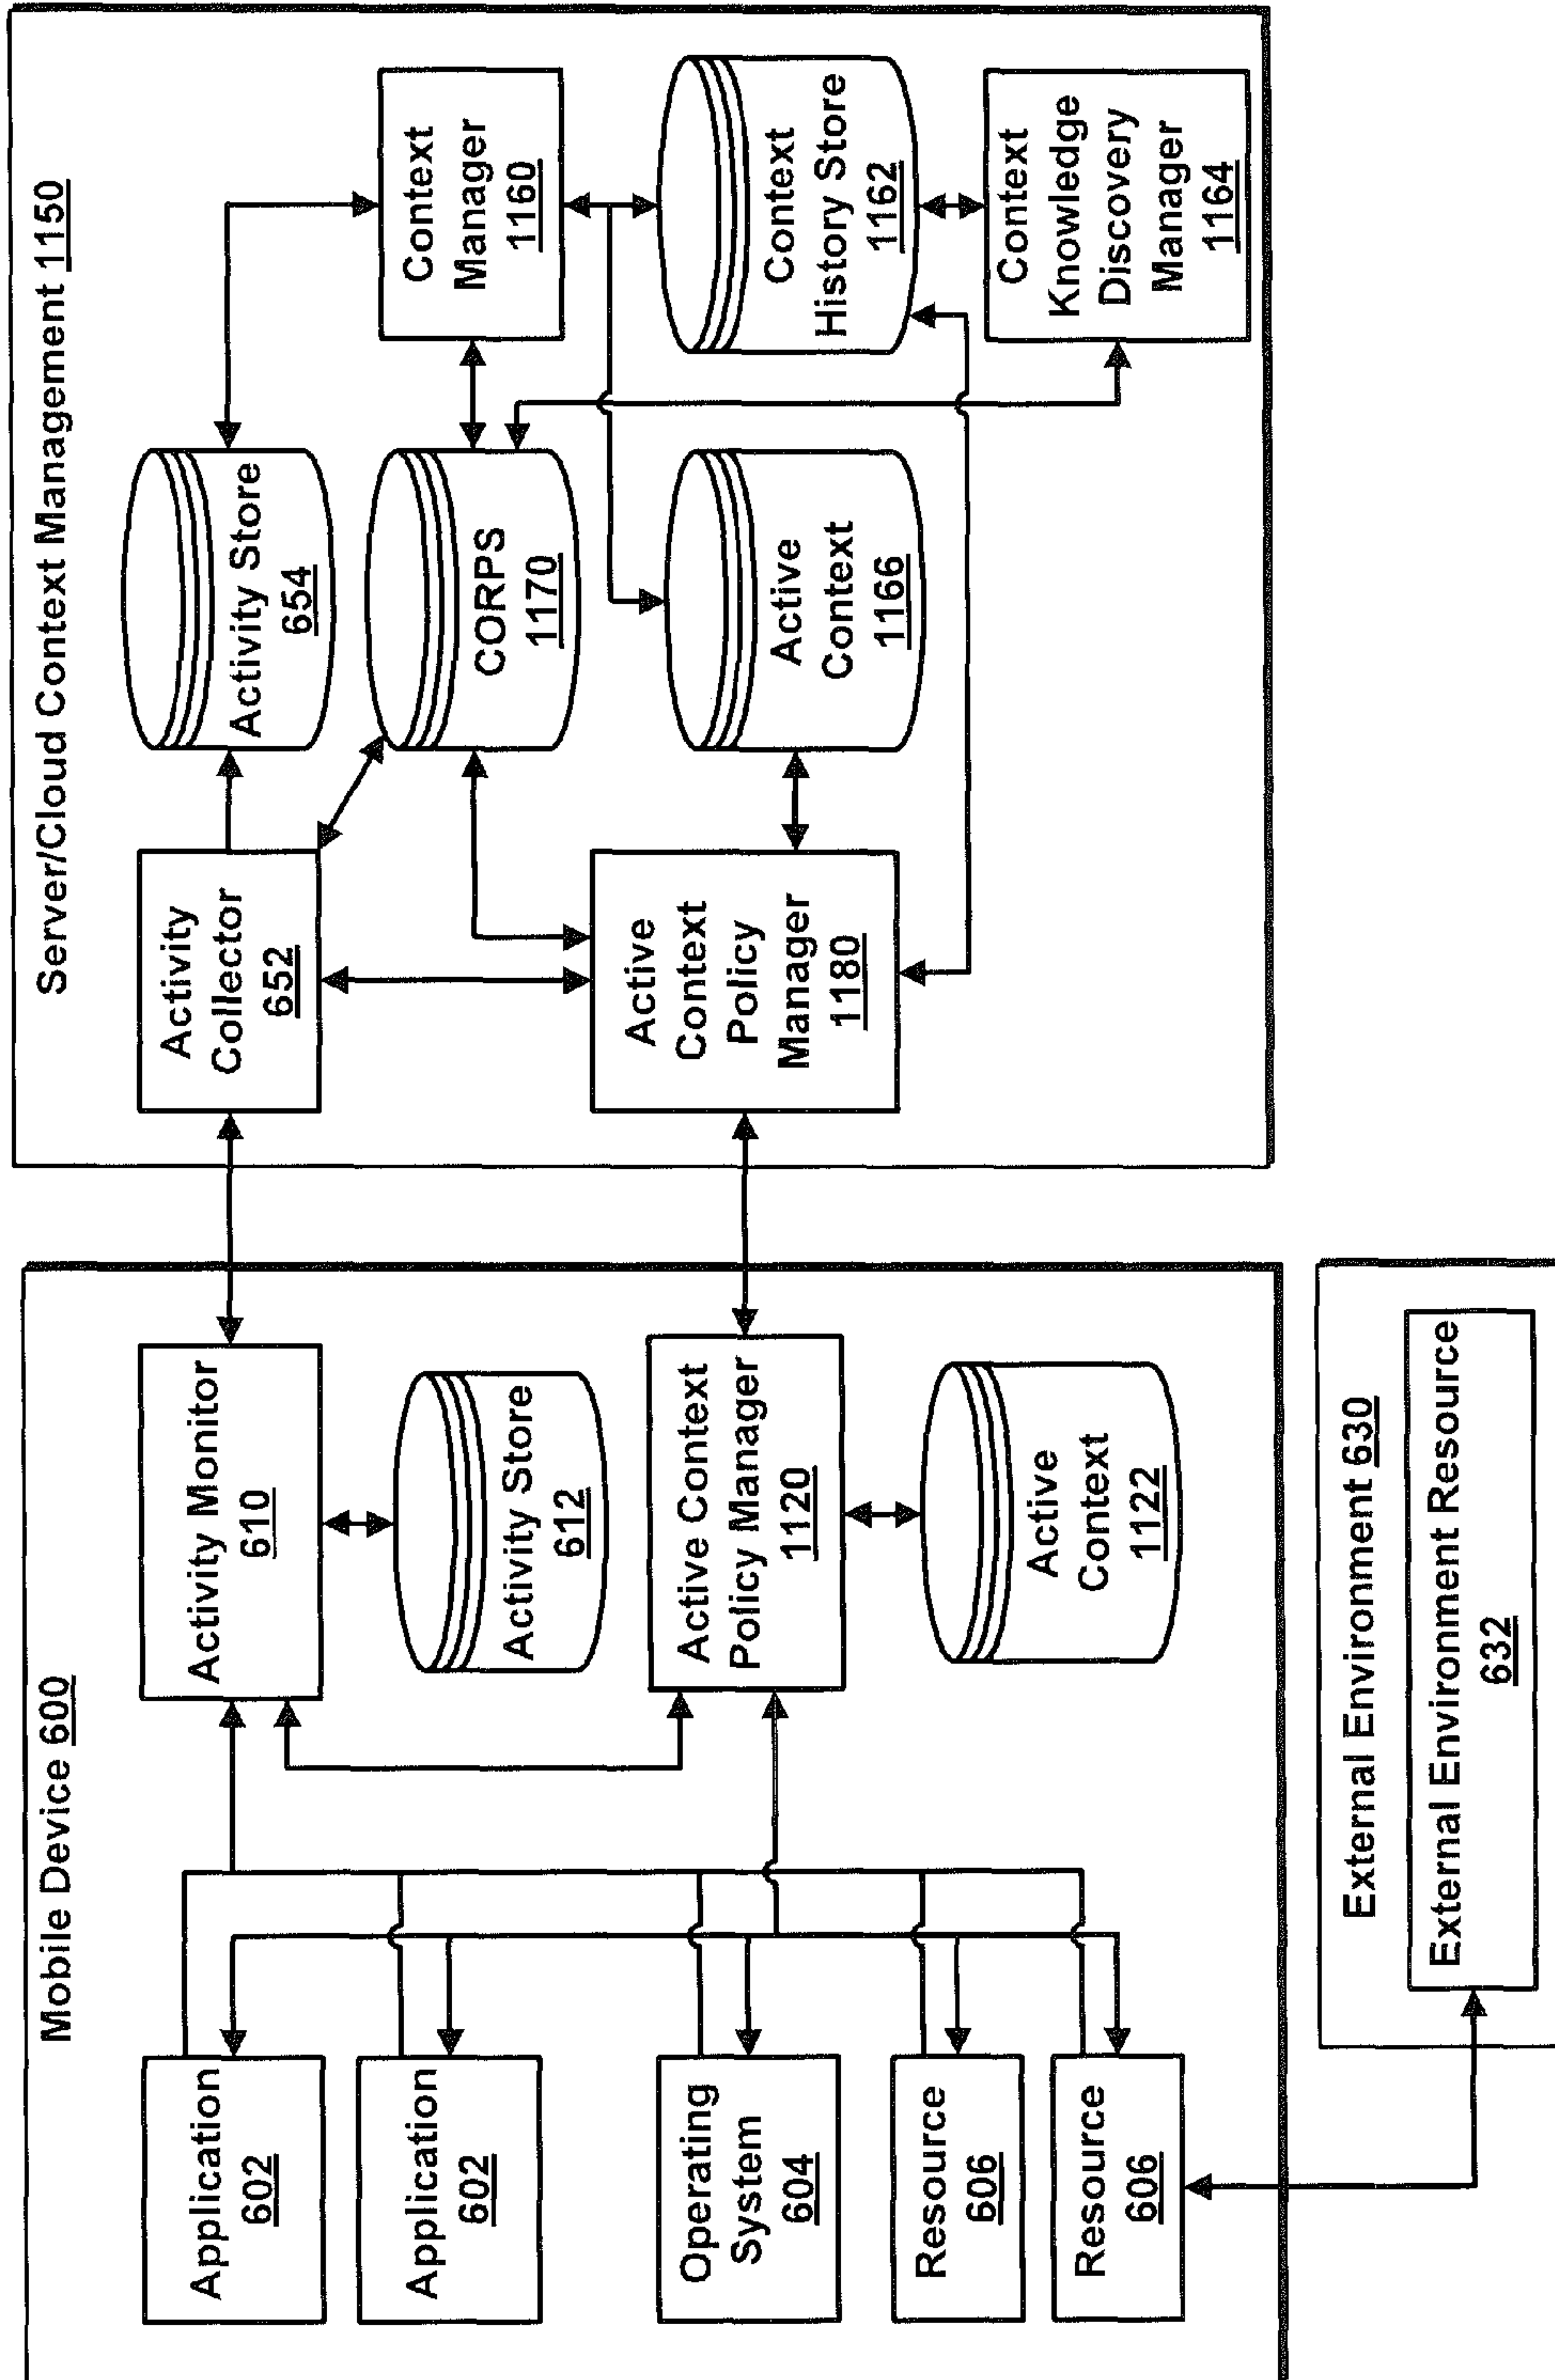 Mobile Device 600
Application
602
Application
602
Operating
System
604
Resource
606
Resource
606
Activity Monitor
610
Activity Store
612
Active Context
Policy Manager
1120
Active
Context
1122
External Environment 630
External Environment Resource
632
Server/Cloud Context Management 1150
Activity
Collector
652
Active
Context
Policy
Manager
1180
Activity Store
654
CORPS
1170
Active
Context
1166
Context
Manager
1160
Context
History Store
1162
Context
Knowledge
Discovery
Manager
1164